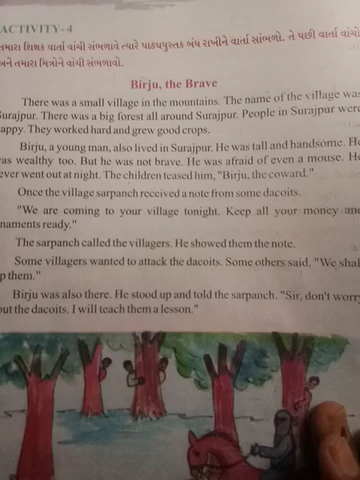 ACTIVITY-4
તમારા શિક્ષક વાર્તા વાંચી સંભળાવે ત્યારે પાઠ્યપુસ્તક બંધ રાખીને વાર્તા સાંભળો. તે પછી વાર્તા વાંચો
અને તમારા મિત્રોને વાંચી સંભળાવો.
Birju, the Brave
There was a small village in the mountains. The name of the village was
Surajpur. There was a big forest all around Surajpur. People in Surajpur were
happy. They worked hard and grew good crops.
Birju, a young man, also lived in Surajpur. He was tall and handsome. He
was wealthy too. But he was not brave. He was afraid of even a mouse. He
never went out at night. The children teased him, "Birju, the coward."
Once the village sarpanch received a note from some dacoits.
"We are coming to your village tonight. Keep all your money and
naments ready."
The sarpanch called the villagers. He showed them the note.
Some villagers wanted to attack the dacoits. Some others said. "We shal
p them."
Birju was also there. He stood up and told the sarpanch. "Sir, don't worry
out the dacoits. I will teach them a lesson."